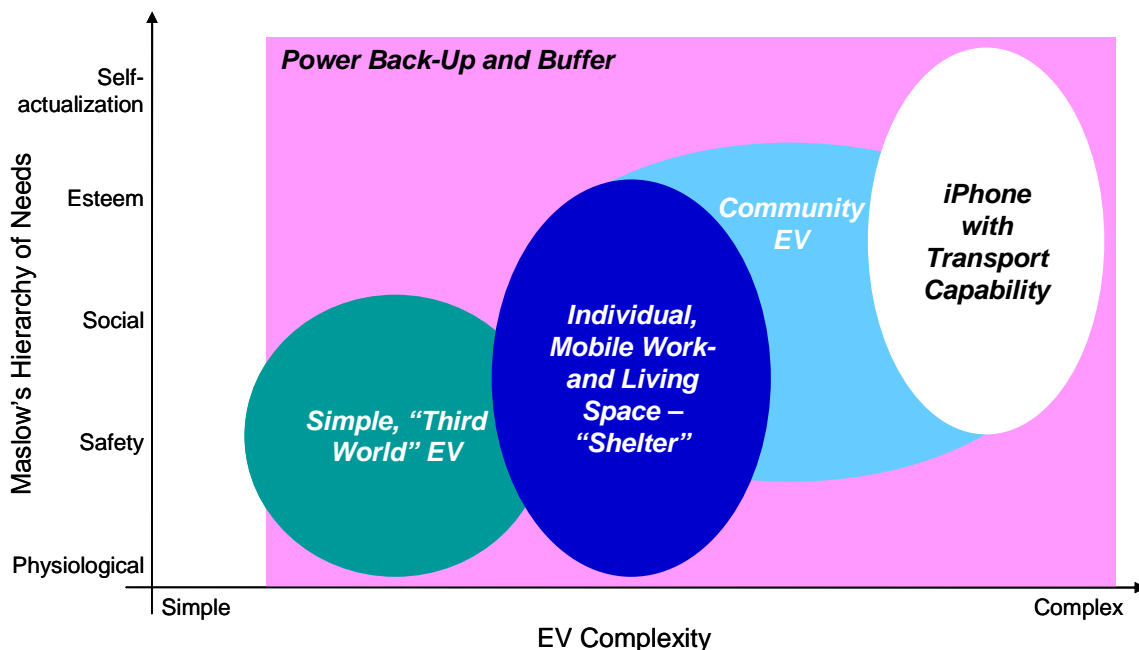 Power Back-Up and Buffer
Self-
actualization
Esteem
Social
Safety
Physiological
Maslow's Hierarchy of Needs
Community
EV
iPhone
with
Transport
Capability
Individual,
Mobile Work-
and Living
Space –
“Shelter”
Simple, “Third
World” EV
Simple
Complex
EV Complexity